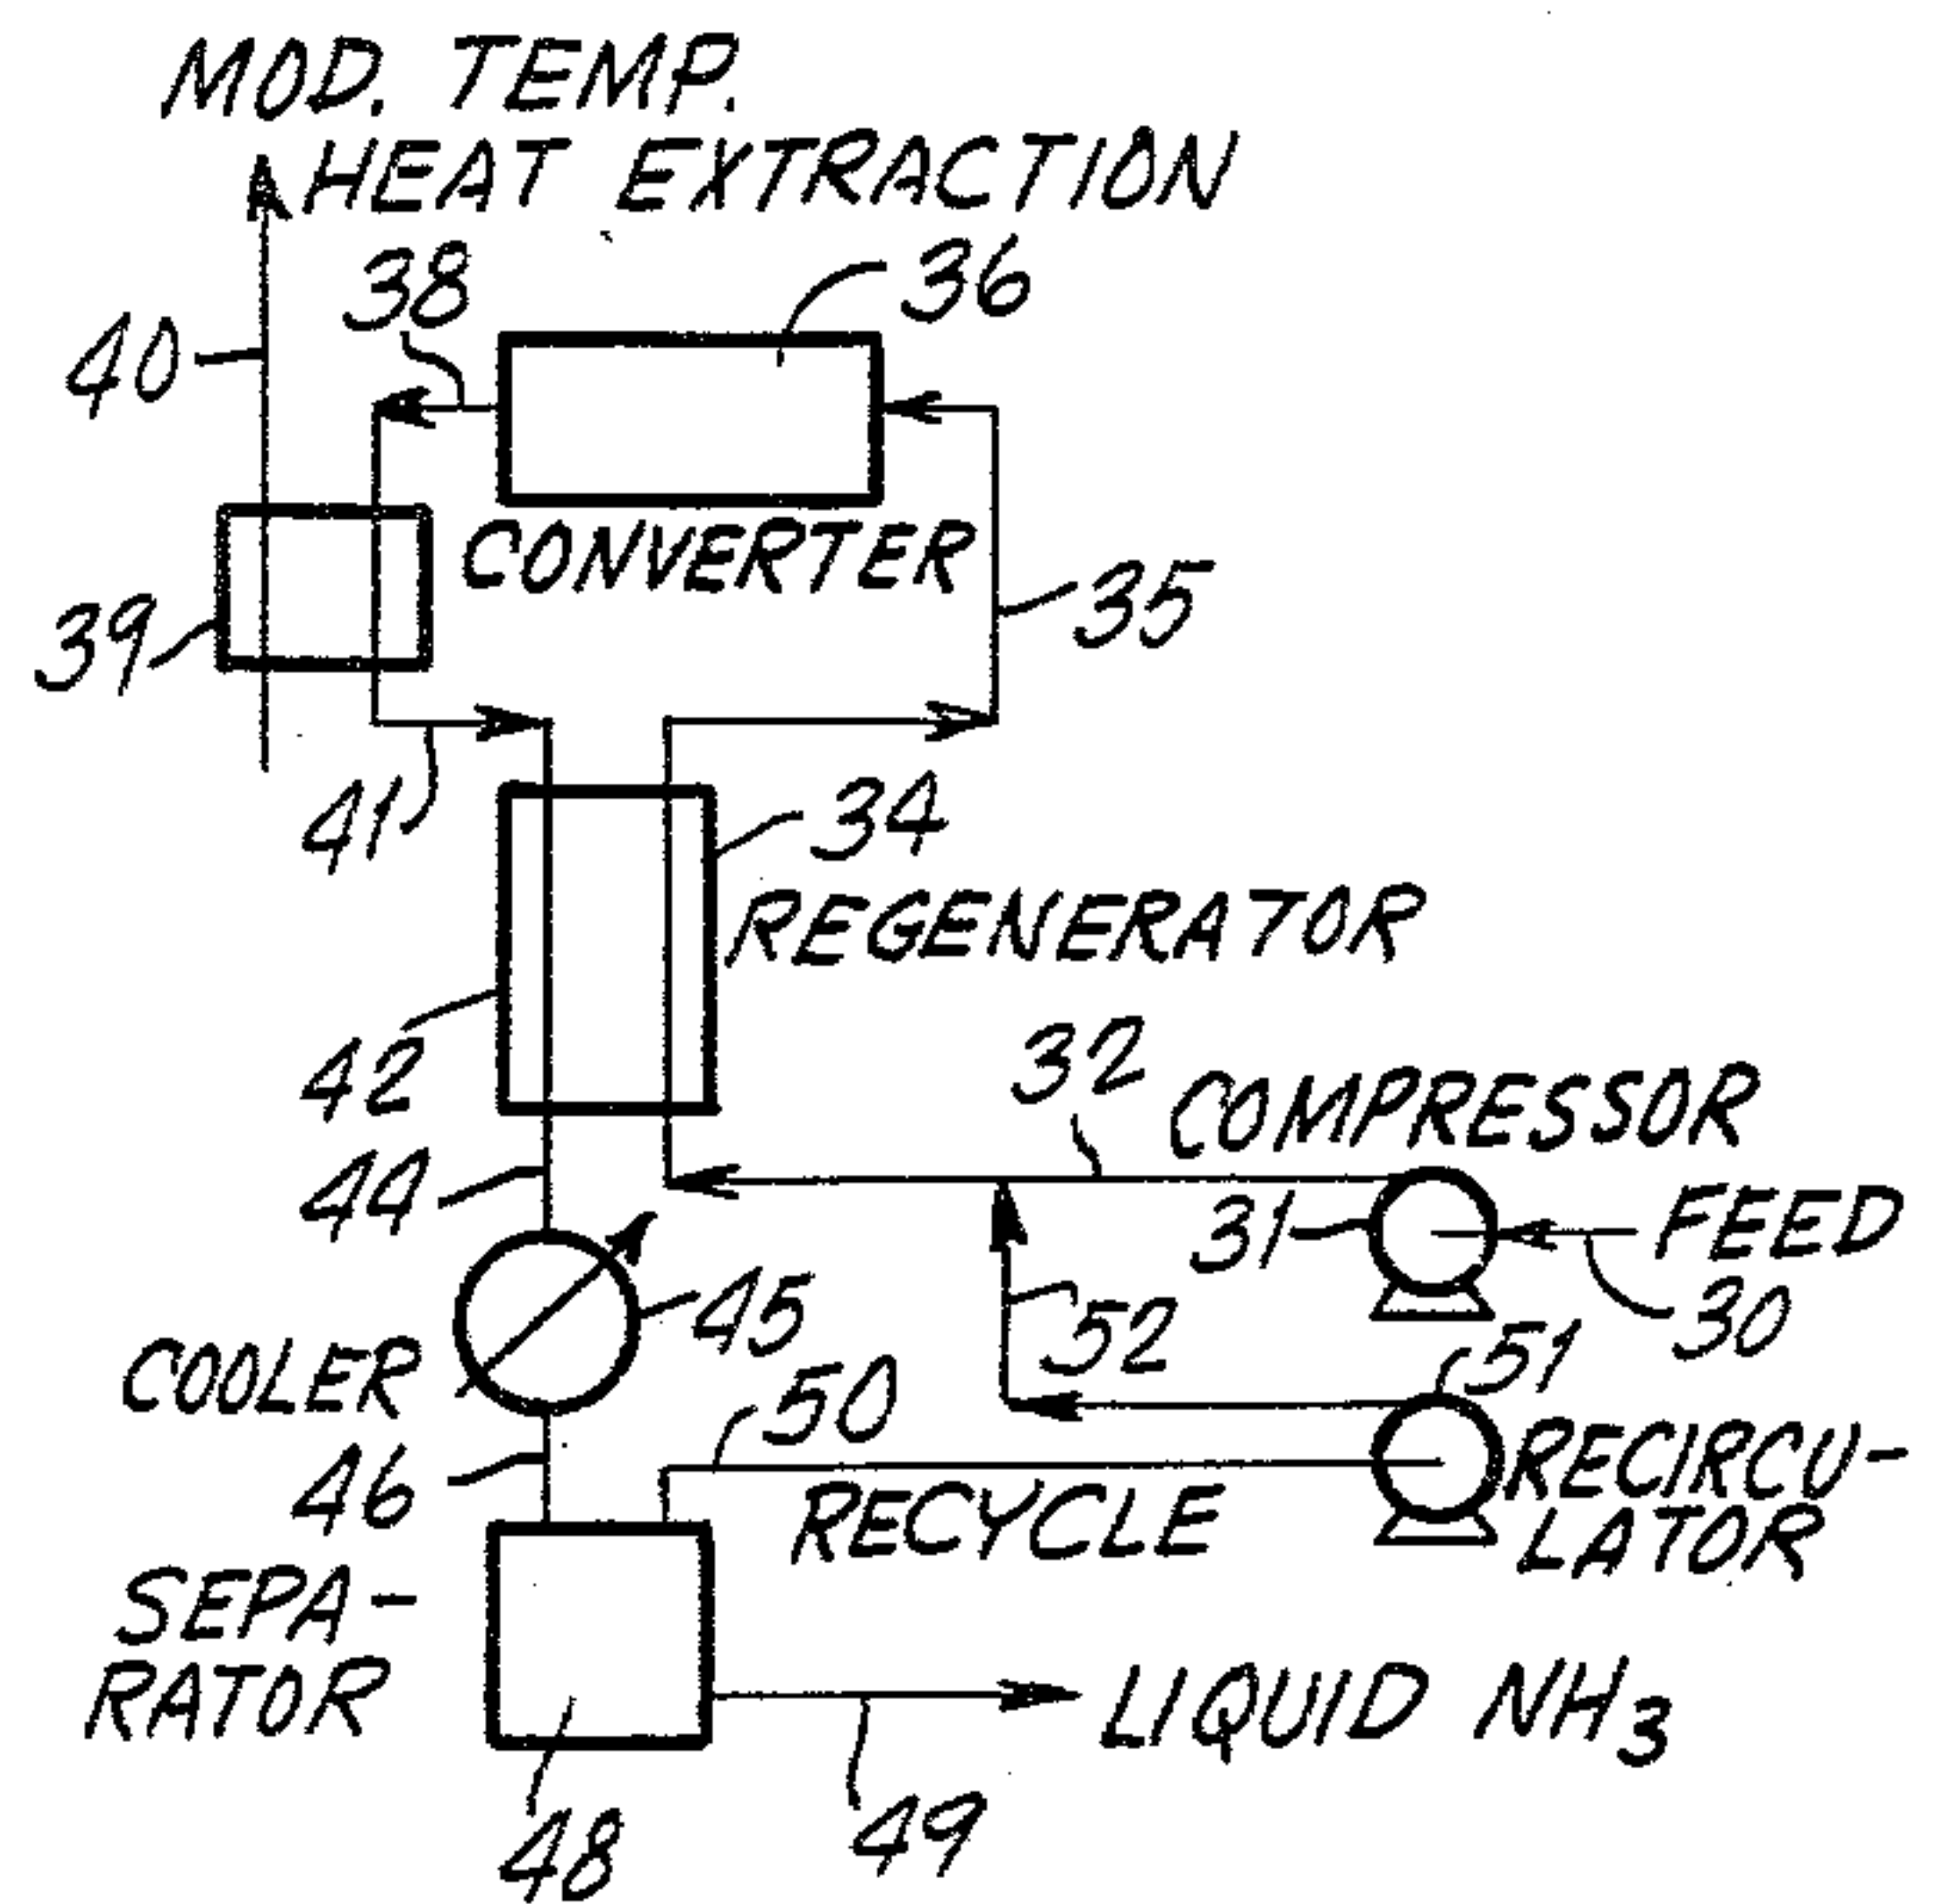 MOD. TEMP.
HEAT EXTRACTION
38
36
40
CONVERTER
39
35
41
34
REGENERATOR
42
32
COMPRESSOR
44
31
FEED
30
45
52
51
COOLER
50
RECIRCU-
LATOR
46
RECYCLE
SEPA-
RATOR
LIQUID NH3
48
49